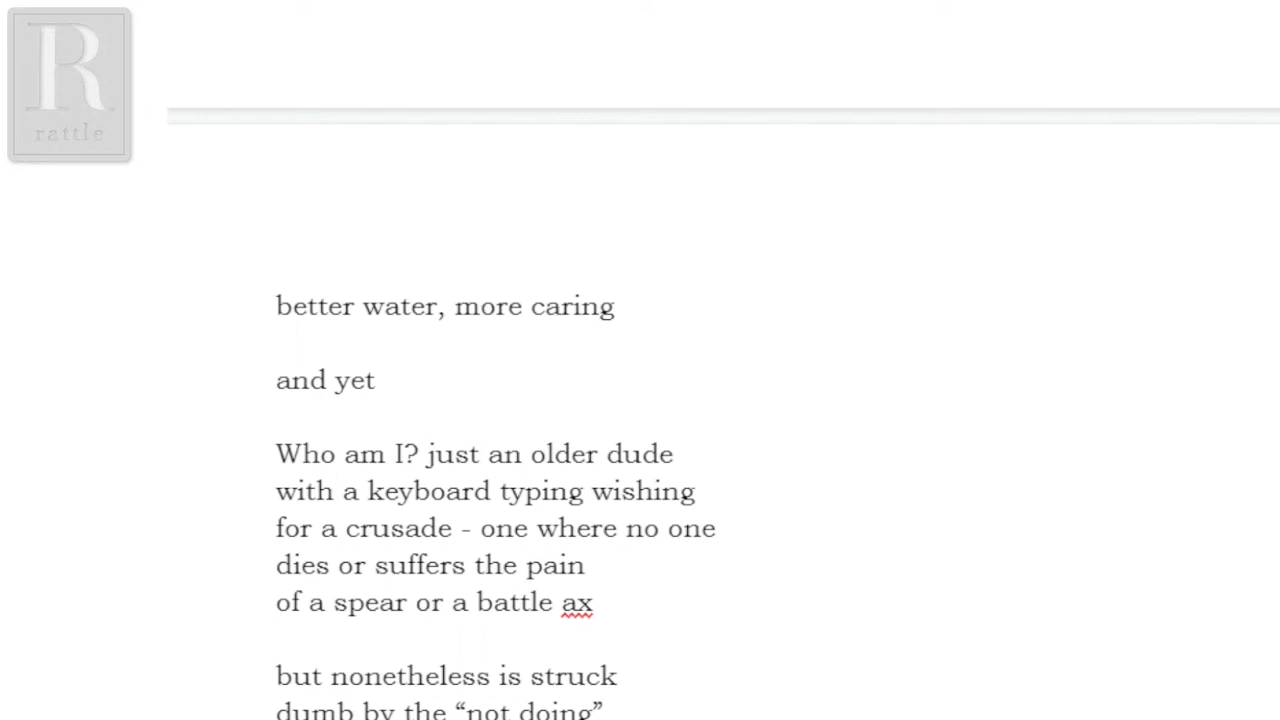 R
rattle
better water, more caring
and yet
Who am I? just an older dude
with a keyboard typing wishing
for a crusade - one where no one
dies or suffers the pain
of a spear or a battle ax
but nonetheless is struck
dumb by the “not doing”